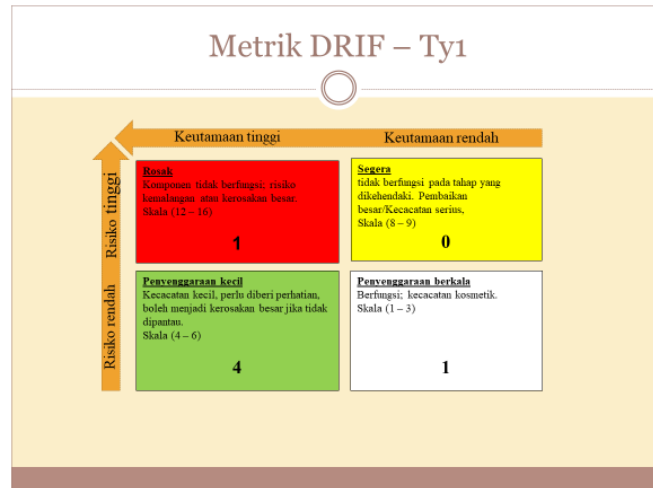 Metrik DRIF – Ty1
Keutamaan tinggi
Keutamaan rendah
Risiko tinggi
Risiko rendah
Rosak
Komponen tidak berfungsi; risiko
kemalangan atau kerosakan besar.
Skala (12 – 16)
1
Segera
tidak berfungsi pada tahap yang
dikehendaki. Pembaikan
besar/Kecacatan serius,
Skala (8 – 9)
0
Penyenggaraan kecil
Kecacatan kecil, perlu diberi perhatian,
boleh menjadi kerosakan besar jika tidak
dipantau.
Skala (4 – 6)
4
Penyenggaraan berkala
Berfungsi; kecacatan kosmetik.
Skala (1 – 3)
1